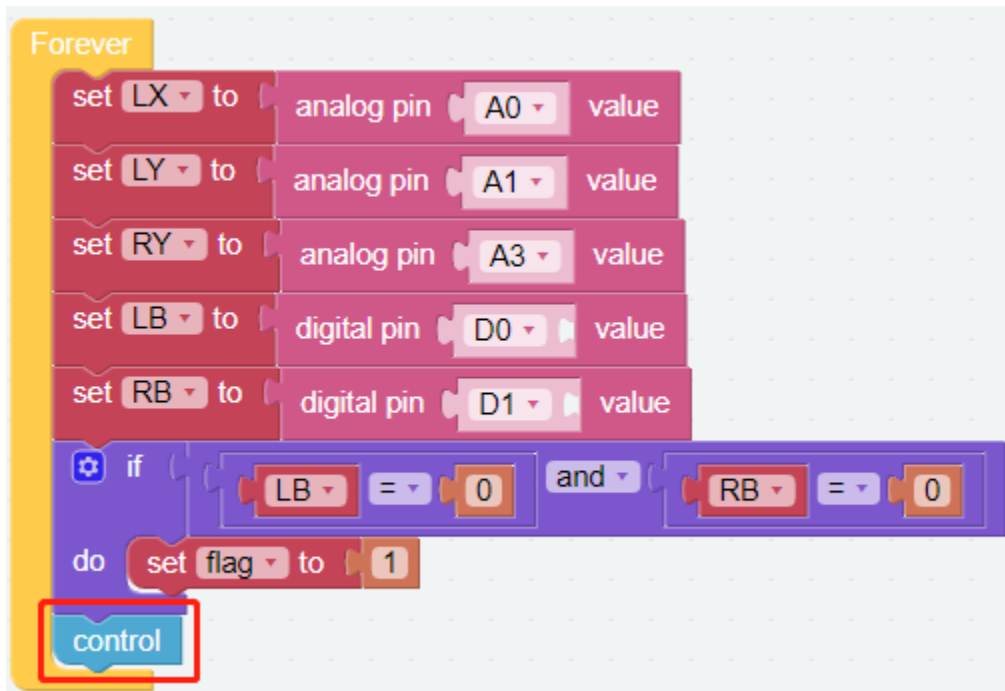 Forever
set LX to analog pin A0 value
set LY to analog pin A1 value
set RY to analog pin A3 value
set LB to digital pin D0 value
set RB to digital pin D1 value
if LB = 0 and RB = 0
do set flag to 1
control